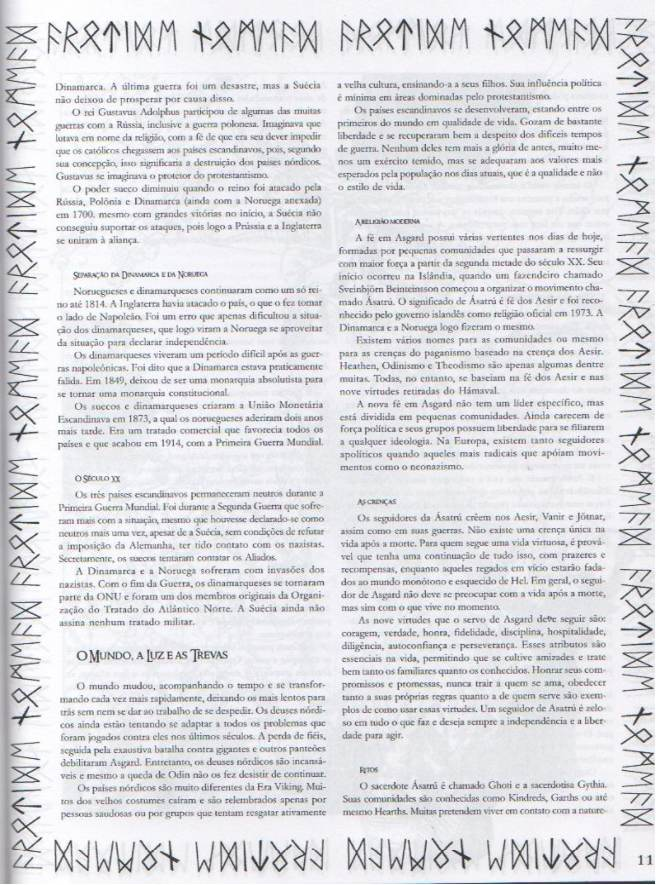 Dinamarca. A última guerra foi um desastre, mas a Suécia
não deixou de prosperar por causa disso.
O rei Gustavus Adolphus participou de algumas das muitas
guerras com a Rússia, inclusive a guerra polonesa. Imaginava que
lutava em nome da religião, com a fé de que era seu dever impedir
que os católicos chegassem aos países escandinavos, pois, segundo
sua concepção, isso significaria a destruição dos países nórdicos.
Gustavus se imaginava o protetor do protestantismo.
O poder sueco diminuiu quando o reino foi atacado pela
Rússia, Polônia e Dinamarca (ainda com a Noruega anexada)
em 1700. mesmo com grandes vitórias no início, a Suécia não
conseguiu suportar os ataques, pois logo a Prússia e a Inglaterra
se uniram à aliança.
Separação da Dinamarca e da Noruega
Noruegueses e dinamarqueses continuaram como um só rei-
no até 1814. A Inglaterra havia atacado o país, o que o fez tomar
o lado de Napoleão. Foi um erro que apenas dificultou a situa-
ção dos dinamarqueses, que logo viram a Noruega se aproveitar
da situação para declarar independência.
Os dinamarqueses viveram um período difícil após as guer-
ras napoleônicas. Foi dito que a Dinamarca estava praticamente
falida. Em 1849, deixou de ser uma monarquia absolutista para
se tornar uma monarquia constitucional.
Os suecos e dinamarqueses criaram a União Monetária
Escandinava em 1873, a qual os noruegueses aderiram dois anos
mais tarde. Era um tratado comercial que favorecia todos os
países e que acabou em 1914, com a Primeira Guerra Mundial.
O Século XX
Os três países escandinavos permaneceram neutros durante a
Primeira Guerra Mundial. Foi durante a Segunda Guerra que sofre-
ram mais com a situação, mesmo que houvesse declarado-se como
neutros mais uma vez, apesar de a Suécia, sem condições de refutar
a imposição da Alemanha, ter tido contato com os nazistas.
Secretamente, os suecos tentaram contatar os Aliados.
A Dinamarca e a Noruega sofreram com invasões dos
nazistas. Com o fim da Guerra, os dinamarqueses se tornaram
parte da ONU e foram um dos membros originais da Organi-
zação do Tratado do Atlântico Norte. A Suécia ainda não
assina nenhum tratado militar.
O Mundo, a Luz e as Trevas
O mundo mudou, acompanhando o tempo e se transfor-
mando cada vez mais rapidamente, deixando os mais lentos para
trás sem nem se dar ao trabalho de se despedir. Os deuses nórdi-
cos ainda estão tentando se adaptar a todos os problemas que
foram jogados contra eles nos últimos séculos. A perda de fiéis,
seguida pela exaustiva batalha contra gigantes e outros panteões
debilitaram Asgard. Entretanto, os deuses nórdicos são incansá-
veis e mesmo a queda de Odin não os fez desistir de continuar.
Os países nórdicos são muito diferentes da Era Viking. Mui-
tos dos velhos costumes caíram e são relembrados apenas por
pessoas saudosas ou por grupos que tentam resgatar ativamente
a velha cultura, ensinando-a a seus filhos. Sua influência política
é mínima em áreas dominadas pelo protestantismo.
Os países escandinavos se desenvolveram, estando entre os
primeiros do mundo em qualidade de vida. Gozam de bastante
liberdade e se recuperaram bem a despeito dos difíceis tempos
de guerra. Nenhum deles tem mais a glória de antes, muito me-
nos um exército temido, mas se adequaram aos valores mais
esperados pela população nos dias atuais, que é a qualidade e não
o estilo de vida.
A religião moderna
A fé em Asgard possui várias vertentes nos dias de hoje,
formadas por pequenas comunidades que passaram a ressurgir
com maior força a partir da segunda metade do século XX. Seu
início ocorreu na Islândia, quando um fazendeiro chamado
Sveinbjörn Beinteinsson começou a organizar o movimento cha-
mado Ásatrú. O significado de Ásatrú é fé dos Aesir e foi reco-
nhecido pelo governo islandês como religião oficial em 1973. A
Dinamarca e a Noruega logo fizeram o mesmo.
Existem vários nomes para as comunidades ou mesmo
para as crenças do paganismo baseado na crença dos Aesir.
Heathen, Odinismo e Theodismo são apenas algumas dentre
muitas. Todas, no entanto, se baseiam na fé dos Aesir e nas
nove virtudes retiradas do Hámaval.
A nova fé em Asgard não tem um líder específico, mas
está dividida em pequenas comunidades. Ainda carecem de
força política e seus grupos possuem liberdade para se filiarem
a qualquer ideologia. Na Europa, existem tanto seguidores
apolíticos quando aqueles mais radicais que apóiam movi-
mentos como o neonazismo.
As crenças
Os seguidores da Ásatrú crêem nos Aesir, Vanir e Jötnar,
assim como em suas guerras. Não existe uma crença única na
vida após a morte. Para quem segue uma vida virtuosa, é prová-
vel que tenha uma continuação de tudo isso, com prazeres e
recompensas, enquanto aqueles regados em vício estarão fada-
dos ao mundo monótono e esquecido de Hel. Em geral, o segui-
dor de Asgard não deve se preocupar com a vida após a morte,
mas sim com o que vive no momento.
As nove virtudes que o servo de Asgard deve seguir são:
coragem, verdade, honra, fidelidade, disciplina, hospitalidade,
diligência, autoconfiança e perseverança. Esses atributos são
essenciais na vida, permitindo que se cultive amizades e trate
bem tanto os familiares quanto os conhecidos. Honrar seus com-
promissos e promessas, nunca trair a quem se ama, obedecer
tanto a suas próprias regras quanto a de quem serve são exem-
plos de como usar essas virtudes. Um seguidor de Asatrú é zelo-
so em tudo o que faz e deseja sempre a independência e a liber-
dade para agir.
Ritos
O sacerdote Ásatrú é chamado Ghoti e a sacerdotisa Gythia.
Suas comunidades são conhecidas como Kindreds, Garths ou até
mesmo Hearths. Muitas pretendem viver em contato com a nature-
11